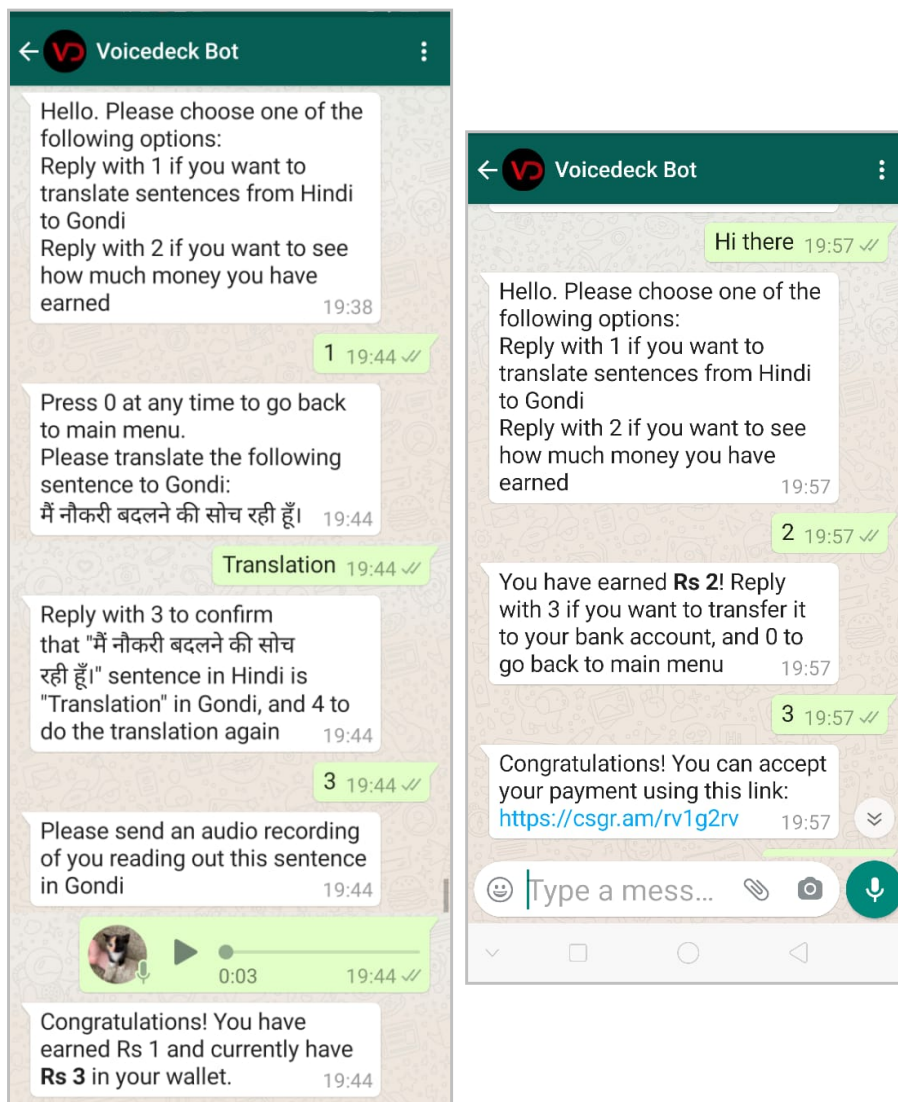 VD Voicedeck Bot
Hello. Please choose one of the
following options:
Reply with 1 if you want to
translate sentences from Hindi
to Gondi
Reply with 2 if you want to see
how much money you have
earned 19:38
1 19:44
Press 0 at any time to go back
to main menu.
Please translate the following
sentence to Gondi:
मैं नौकरी बदलने की सोच रही हूँ। 19:44
Translation 19:44
Reply with 3 to confirm
that "मैं नौकरी बदलने की सोच
रही हूँ।" sentence in Hindi is
"Translation" in Gondi, and 4 to
do the translation again 19:44
3 19:44
Please send an audio recording
of you reading out this sentence
in Gondi 19:44
0:03 19:44
Congratulations! You have
earned Rs 1 and currently have
Rs 3 in your wallet. 19:44
VD Voicedeck Bot
Hi there 19:57
Hello. Please choose one of the
following options:
Reply with 1 if you want to
translate sentences from Hindi
to Gondi
Reply with 2 if you want to see
how much money you have
earned 19:57
2 19:57
You have earned Rs 2! Reply
with 3 if you want to transfer it
to your bank account, and 0 to
go back to main menu 19:57
3 19:57
Congratulations! You can accept
your payment using this link:
https://csgr.am/rv1g2rv 19:57
Type a mess...